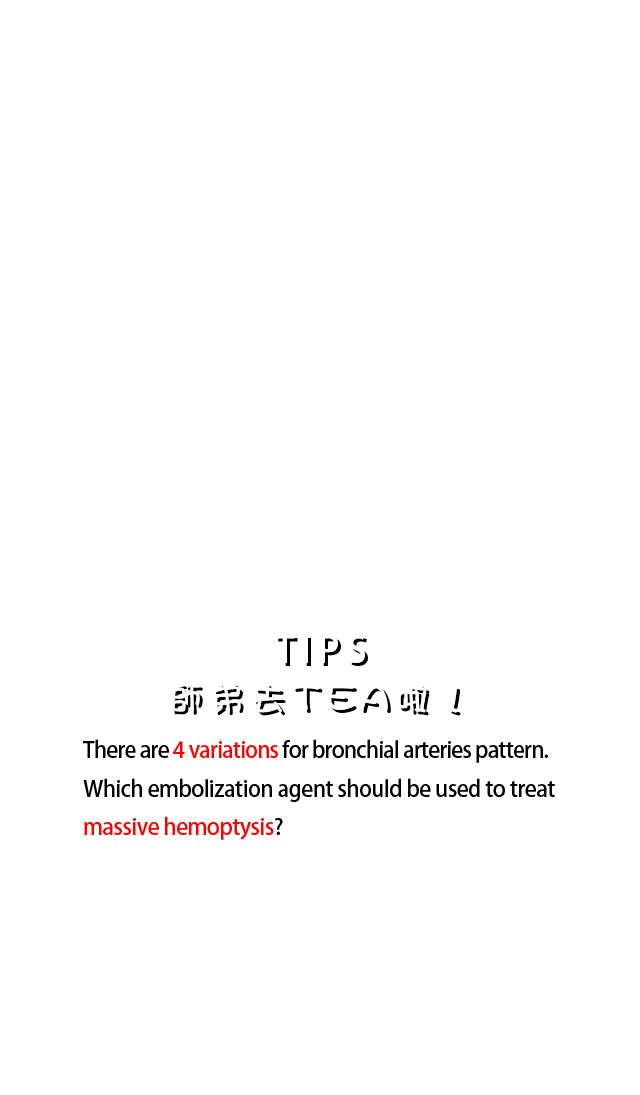 TIPS
師弟去TEA啦！
There are 4 variations for bronchial arteries pattern.
Which embolization agent should be used to treat
massive hemoptysis?